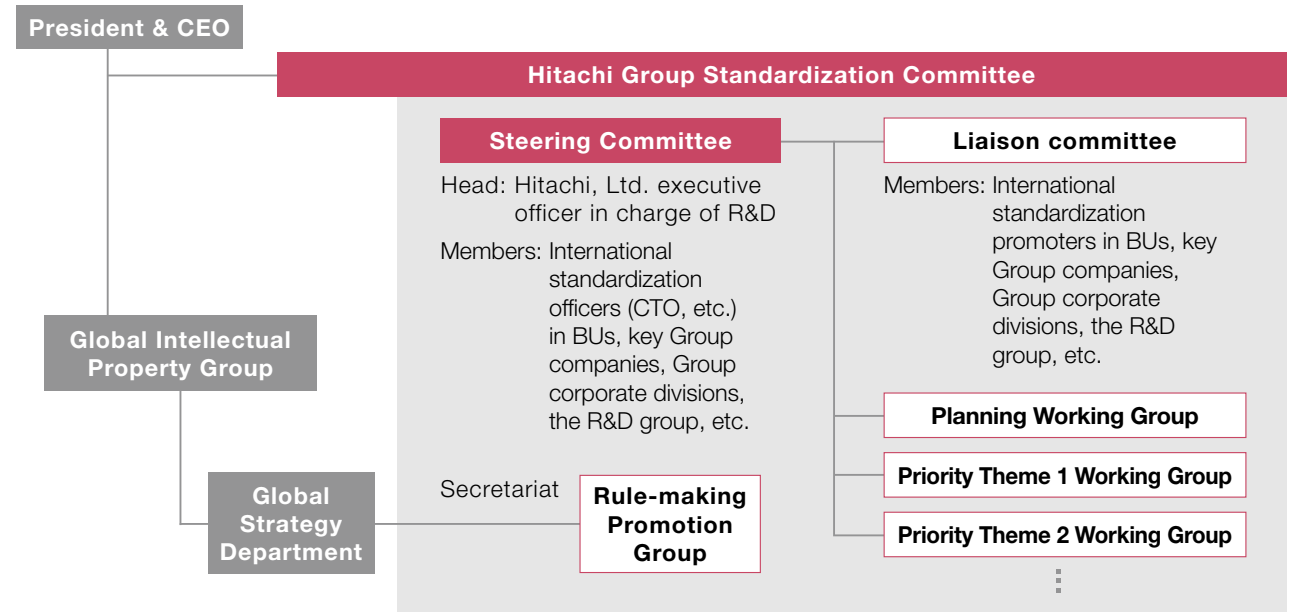 President & CEO
Hitachi Group Standardization Committee
Steering Committee
Head: Hitachi, Ltd. executive
officer in charge of R&D
Members: International
standardization
officers (CTO, etc.)
in BUs, key Group
companies, Group
corporate divisions,
the R&D group, etc.
Liaison committee
Members: International
standardization
promoters in BUs, key
Group companies,
Group corporate
divisions, the R&D
group, etc.
Global Intellectual
Property Group
Planning Working Group
Priority Theme 1 Working Group
Priority Theme 2 Working Group
Global
Strategy
Department
Secretariat
Rule-making
Promotion
Group